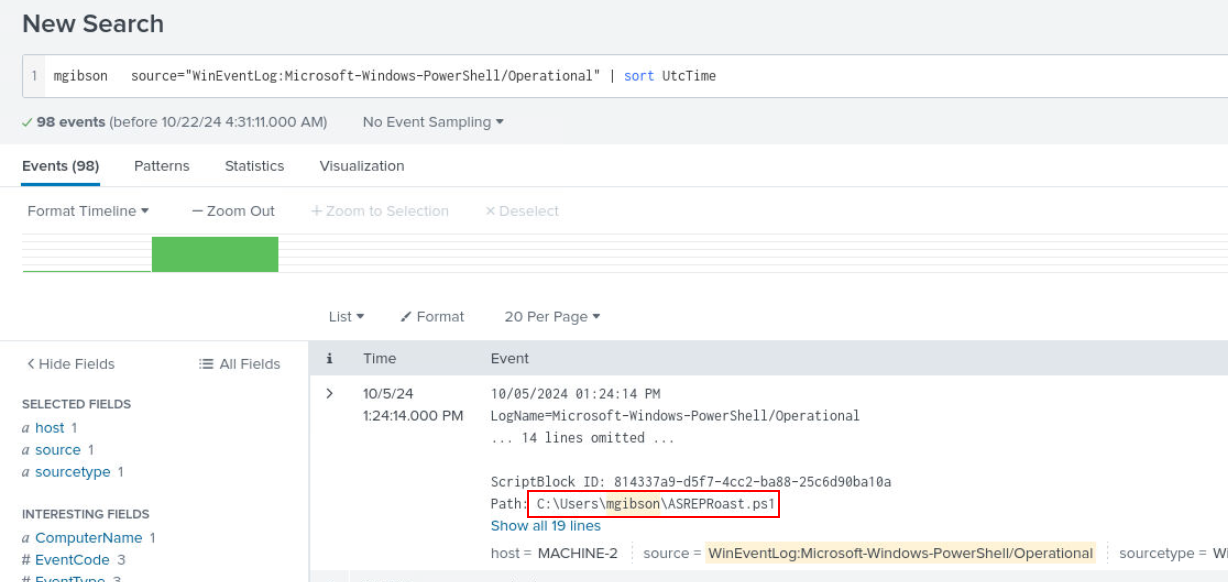 New Search
1 mgibson source="WinEventLog:Microsoft-Windows-PowerShell/Operational" | sort UtcTime
98 events (before 10/22/24 4:31:11.000 AM) No Event Sampling
Events (98) Patterns Statistics Visualization
Format Timeline — Zoom Out + Zoom to Selection × Deselect
List Format 20 Per Page
< Hide Fields All Fields
i Time Event
SELECTED FIELDS
a host 1
a source 1
a sourcetype 1
INTERESTING FIELDS
a ComputerName 1
# EventCode 3
# EventType 3
> 10/5/24 1:24:14.000 PM
10/05/2024 01:24:14 PM
LogName=Microsoft-Windows-PowerShell/Operational
... 14 lines omitted ...
ScriptBlock ID: 814337a9-d5f7-4cc2-ba88-25c6d90ba10a
Path: C:\Users\mgibson\ASREPRoast.ps1
Show all 19 lines
host = MACHINE-2 source = WinEventLog:Microsoft-Windows-PowerShell/Operational sourcetype = W